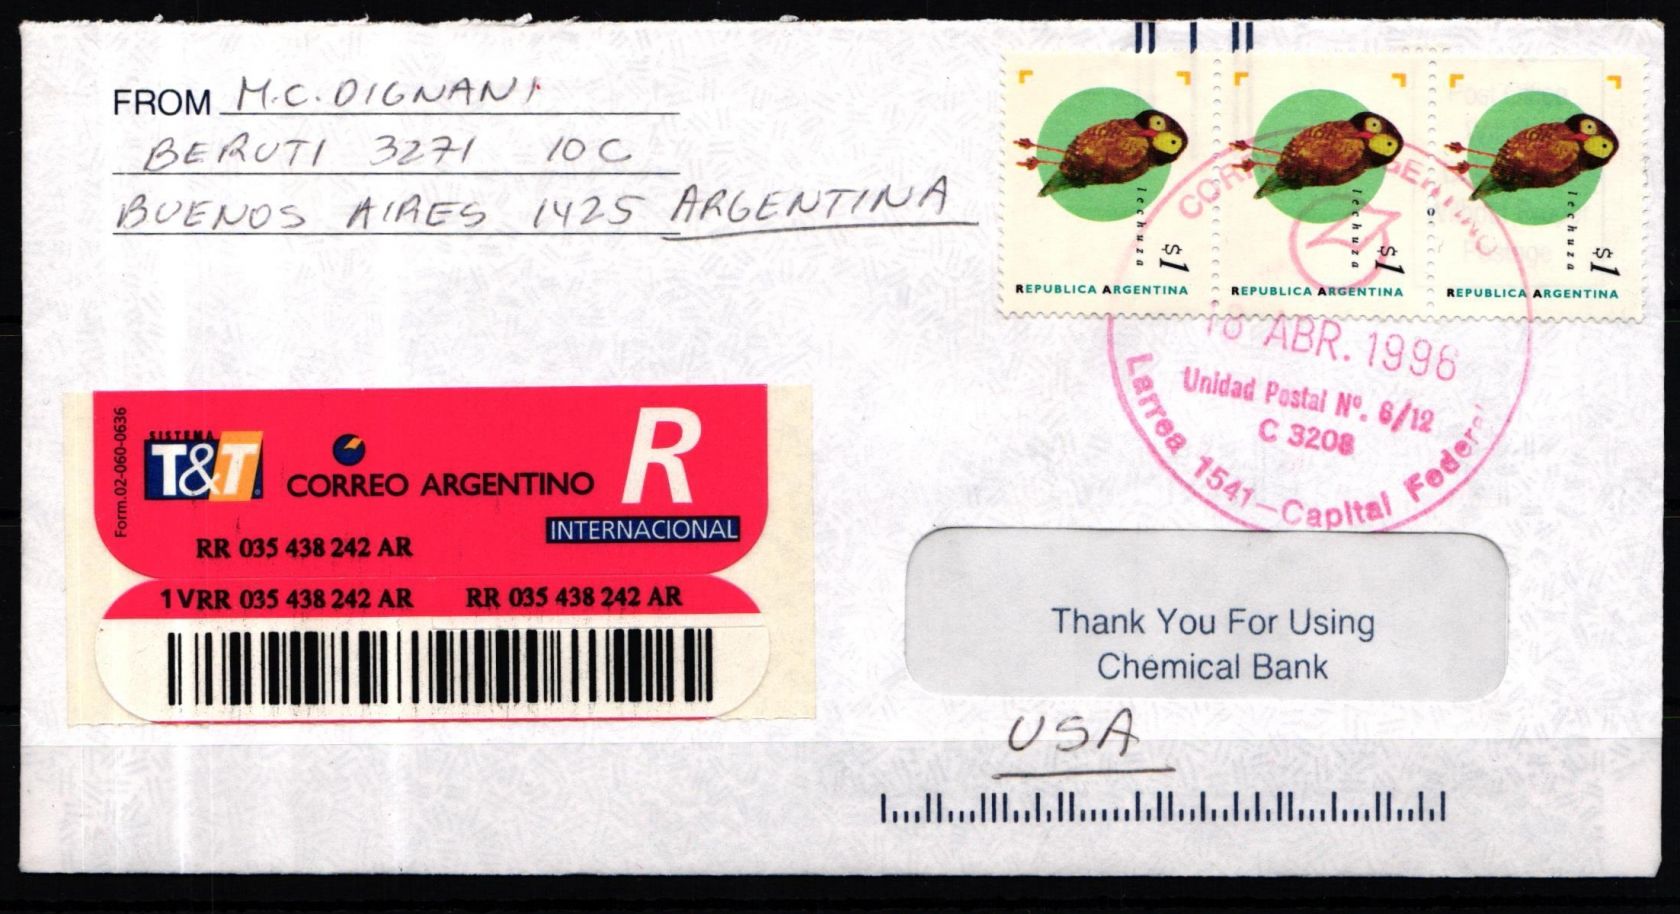 FROM M.C. DIGNANI
BERUTI 3271 10C
BUENOS AIRES 1425 ARGENTINA
lechuza
$1
REPUBLICA ARGENTINA
lechuza
$1
REPUBLICA ARGENTINA
lechuza
$1
REPUBLICA ARGENTINA
CORREO ARGENTINO
18 ABR. 1996
Unidad Postal Nº. 6/12
C 3208
Larrea 1541-Capital Federal
Form.02-060-0636
SISTEMA
T&T
CORREO ARGENTINO
R
INTERNACIONAL
RR 035 438 242 AR
1VRR 035 438 242 AR RR 035 438 242 AR
Thank You For Using
Chemical Bank
USA